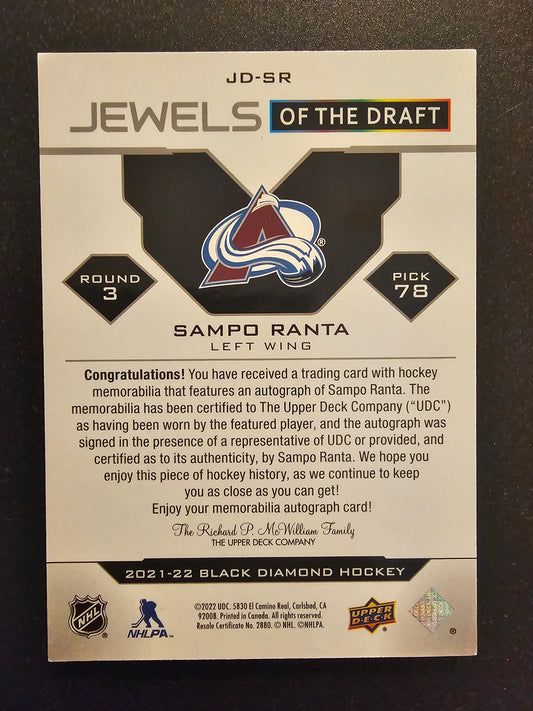 JD-SR
JEWELS OF THE DRAFT
A ®
ROUND
3
PICK
78
SAMPO RANTA
LEFT WING
Congratulations! You have received a trading card with hockey
memorabilia that features an autograph of Sampo Ranta. The
memorabilia has been certified to The Upper Deck Company (“UDC”)
as having been worn by the featured player, and the autograph was
signed in the presence of a representative of UDC or provided, and
certified as to its authenticity, by Sampo Ranta. We hope you
enjoy this piece of hockey history, as we continue to keep
you as close as you can get!
Enjoy your memorabilia autograph card!
The Richard P. McWilliam Family
THE UPPER DECK COMPANY
2021-22 BLACK DIAMOND HOCKEY
NHL
NHLPA
©2022 UDC. 5830 El Camino Real, Carlsbad, CA
92008. Printed in Canada. All rights reserved.
Resale Certificate No. 2880. © NHL. ©NHLPA.
UPPER
DECK
®